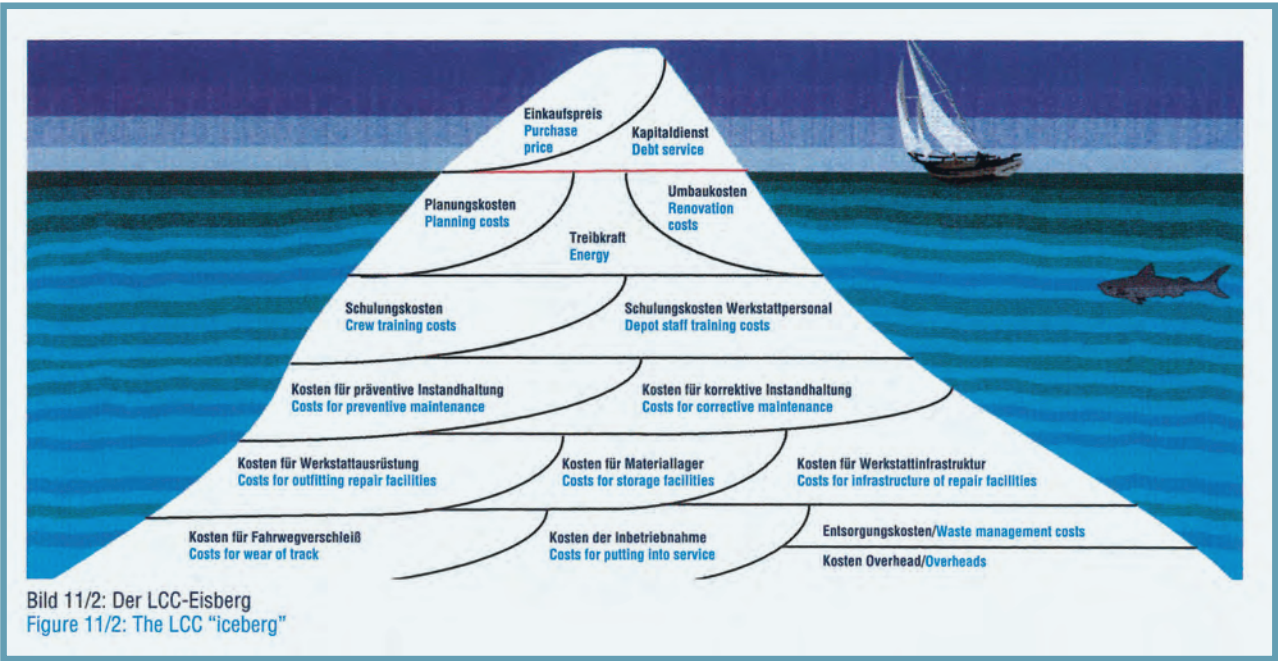 Einkaufspreis
Purchase
price
Kapitaldienst
Debt service
Planungskosten
Planning costs
Umbaukosten
Renovation
costs
Treibkraft
Energy
Schulungskosten
Crew training costs
Schulungskosten Werkstattpersonal
Depot staff training costs
Kosten für präventive Instandhaltung
Costs for preventive maintenance
Kosten für korrektive Instandhaltung
Costs for corrective maintenance
Kosten für Werkstattausrüstung
Costs for outfitting repair facilities
Kosten für Materiallager
Costs for storage facilities
Kosten für Werkstattinfrastruktur
Costs for infrastructure of repair facilities
Kosten für Fahrwegverschleiß
Costs for wear of track
Kosten der Inbetriebnahme
Costs for putting into service
Entsorgungskosten/Waste management costs
Kosten Overhead/Overheads
Bild 11/2: Der LCC-Eisberg
Figure 11/2: The LCC “iceberg”